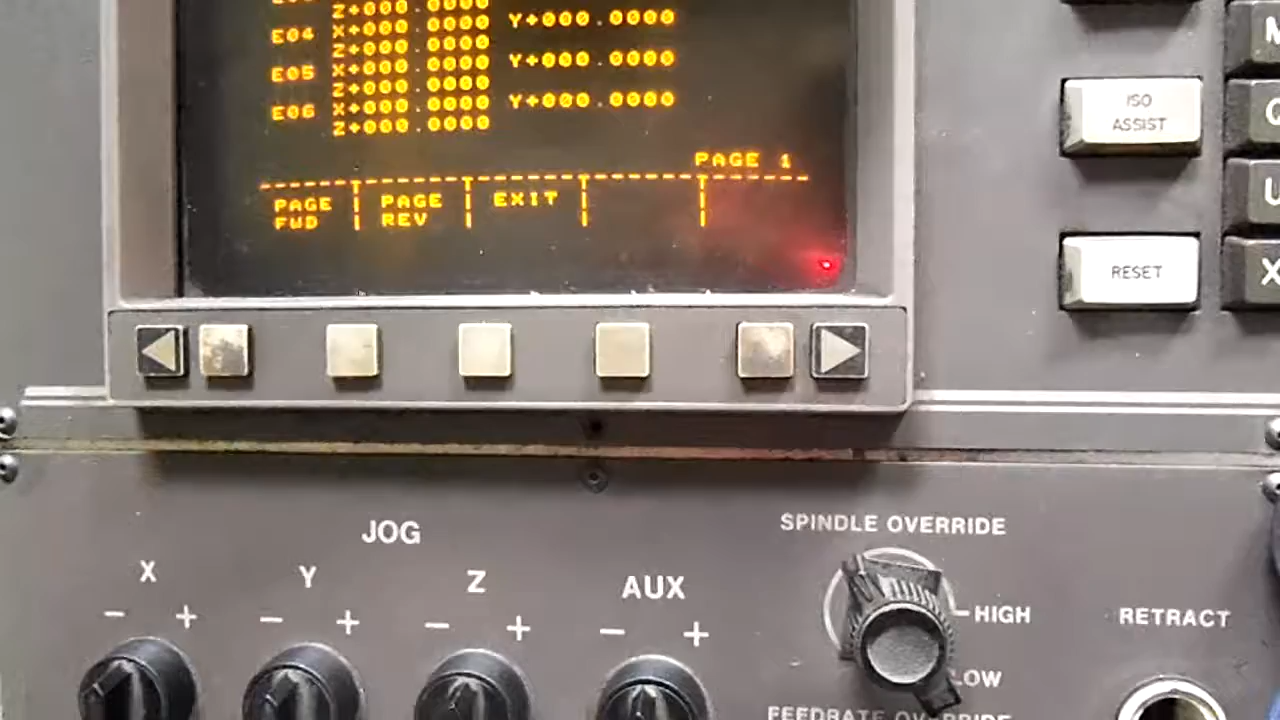 Z+000.0000
E04 X+000.0000 Y+000.0000
Z+000.0000
E05 X+000.0000 Y+000.0000
Z+000.0000
E06 X+000.0000 Y+000.0000
Z+000.0000
PAGE 1
PAGE FWD
PAGE REV
EXIT
ISO ASSIST
RESET
JOG
X
Y
Z
AUX
- +
- +
- +
- +
SPINDLE OVERRIDE
HIGH
LOW
RETRACT
FEEDRATE OVERRIDE